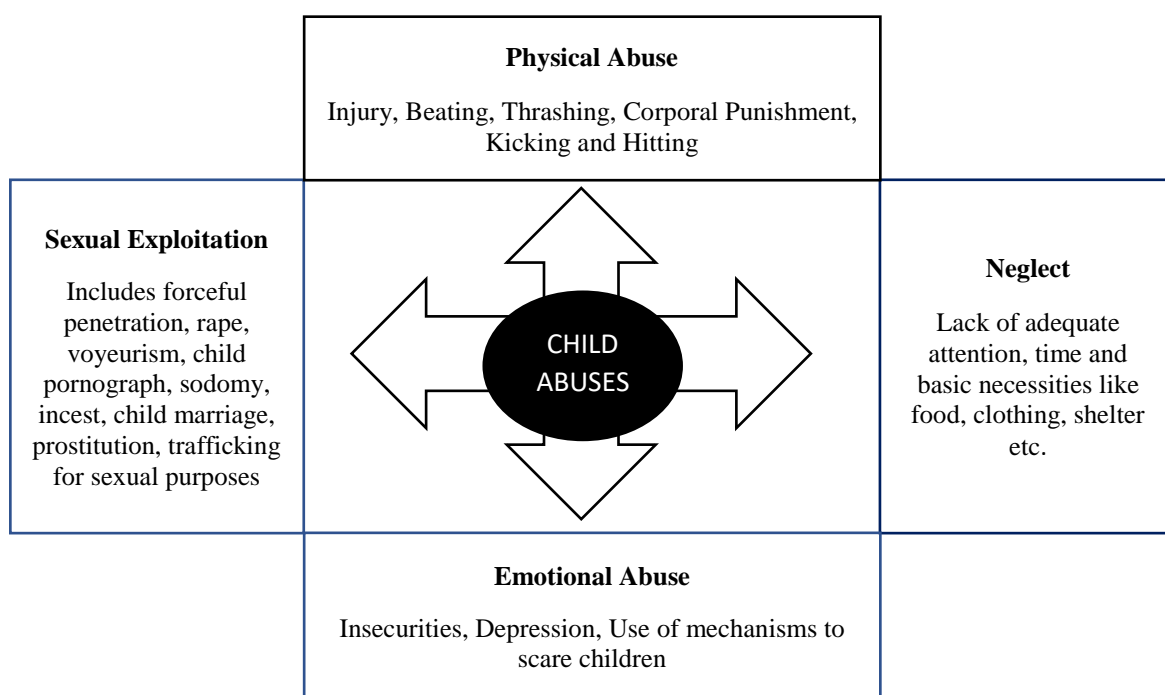 Physical Abuse
Injury, Beating, Thrashing, Corporal Punishment,
Kicking and Hitting
Sexual Exploitation
Includes forceful
penetration, rape,
voyeurism, child
pornograph, sodomy,
incest, child marriage,
prostitution, trafficking
for sexual purposes
CHILD
ABUSES
Neglect
Lack of adequate
attention, time and
basic necessities like
food, clothing, shelter
etc.
Emotional Abuse
Insecurities, Depression, Use of mechanisms to
scare children